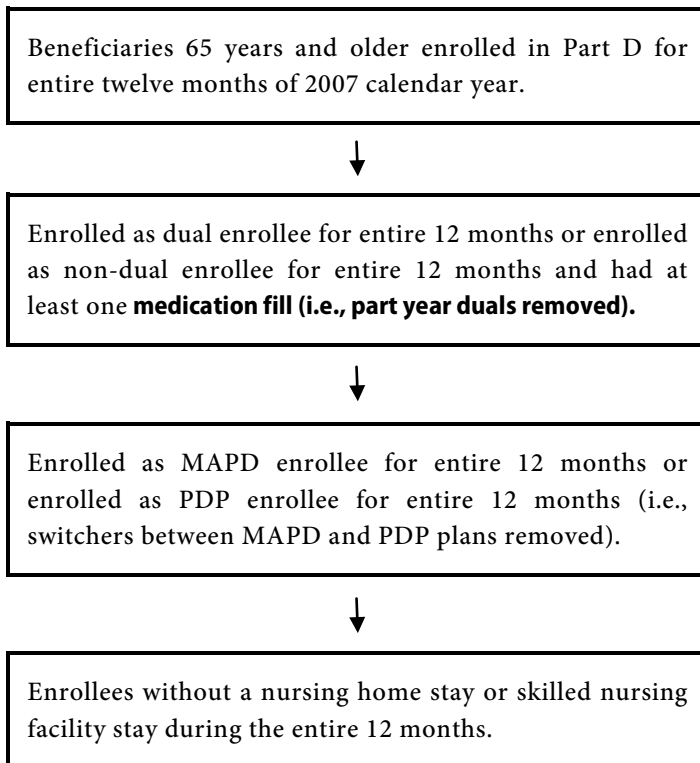 Beneficiaries 65 years and older enrolled in Part D for
entire twelve months of 2007 calendar year.
Enrolled as dual enrollee for entire 12 months or enrolled
as non-dual enrollee for entire 12 months and had at
least one medication fill (i.e., part year duals removed).
Enrolled as MAPD enrollee for entire 12 months or
enrolled as PDP enrollee for entire 12 months (i.e.,
switchers between MAPD and PDP plans removed).
Enrollees without a nursing home stay or skilled nursing
facility stay during the entire 12 months.